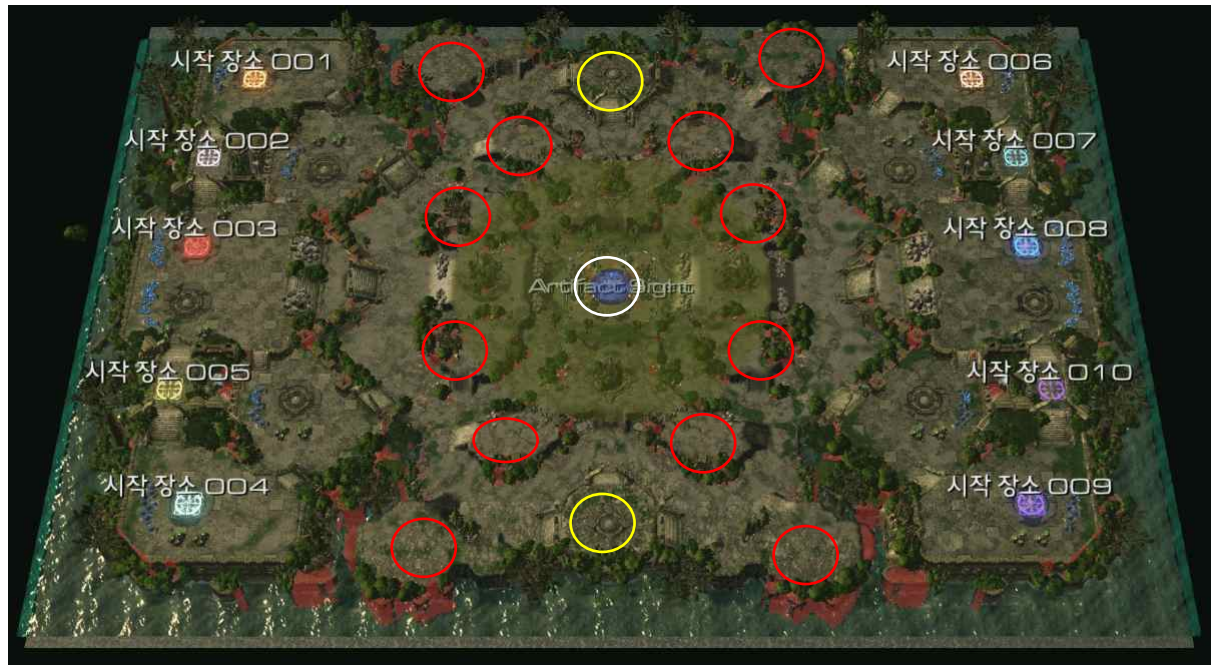 시작 장소 001
시작 장소 006
시작 장소 002
시작 장소 007
시작 장소 003
시작 장소 008
Artifact Sight
시작 장소 005
시작 장소 010
시작 장소 004
시작 장소 009